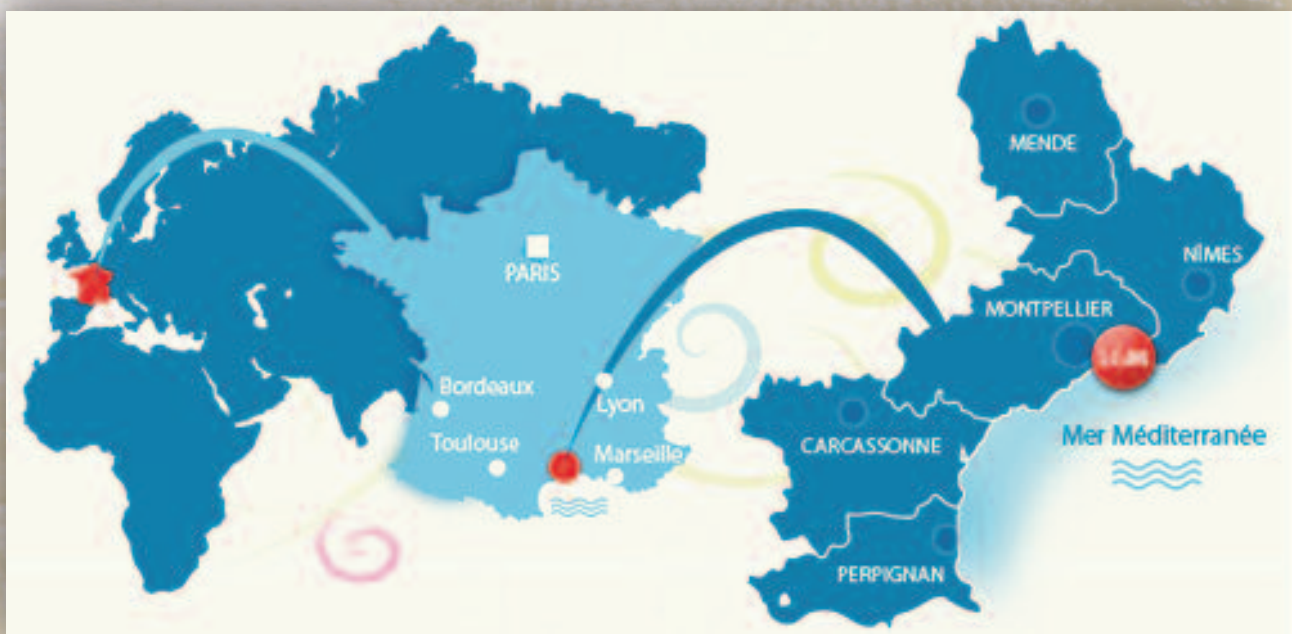 PARIS
Bordeaux
Lyon
Toulouse
Marseille
MENDE
NÎMES
MONTPELLIER
CARCASSONNE
Mer Méditerranée
PERPIGNAN